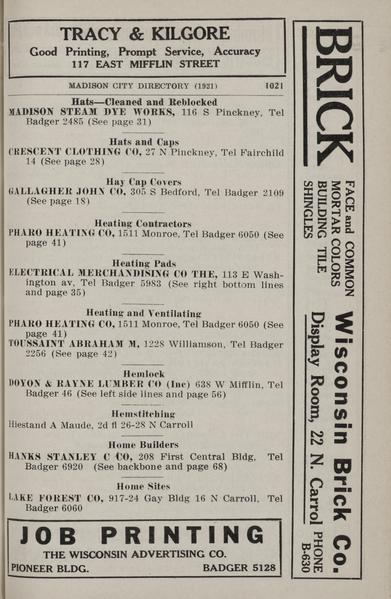 TRACY & KILGORE
Good Printing, Prompt Service, Accuracy
117 EAST MIFFLIN STREET
MADISON CITY DIRECTORY (1921) 1021
Hats—Cleaned and Reblocked
MADISON STEAM DYE WORKS, 116 S Pinckney, Tel
Badger 2485 (See page 31)
Hats and Caps
CRESCENT CLOTHING CO, 27 N Pinckney, Tel Fairchild
14 (See page 28)
Hay Cap Covers
GALLAGHER JOHN CO, 305 S Bedford, Tel Badger 2109
(See page 18)
Heating Contractors
PHARO HEATING CO, 1511 Monroe, Tel Badger 6050 (See
page 41)
Heating Pads
ELECTRICAL MERCHANDISING CO THE, 113 E Wash-
ington av, Tel Badger 5983 (See right bottom lines
and page 35)
Heating and Ventilating
PHARO HEATING CO, 1511 Monroe, Tel Badger 6050 (See
page 41)
TOUSSAINT ABRAHAM M, 1228 Williamson, Tel Badger
2256 (See page 42)
Hemlock
DOYON & RAYNE LUMBER CO (Inc) 638 W Mifflin, Tel
Badger 46 (See left side lines and page 56)
Hemstitching
Hiestand A Maude, 2d fl 26-28 N Carroll
Home Builders
HANKS STANLEY C CO, 208 First Central Bldg, Tel
Badger 6920 (See backbone and page 68)
Home Sites
LAKE FOREST CO, 917-24 Gay Bldg 16 N Carroll, Tel
Badger 6060
JOB PRINTING
THE WISCONSIN ADVERTISING CO.
PIONEER BLDG. BADGER 5128
BRICK
FACE and COMMON
MORTAR COLORS
BUILDING TILE
SHINGLES
Wisconsin Brick Co.
Display Room, 22 N. Carrol
PHONE
B-630